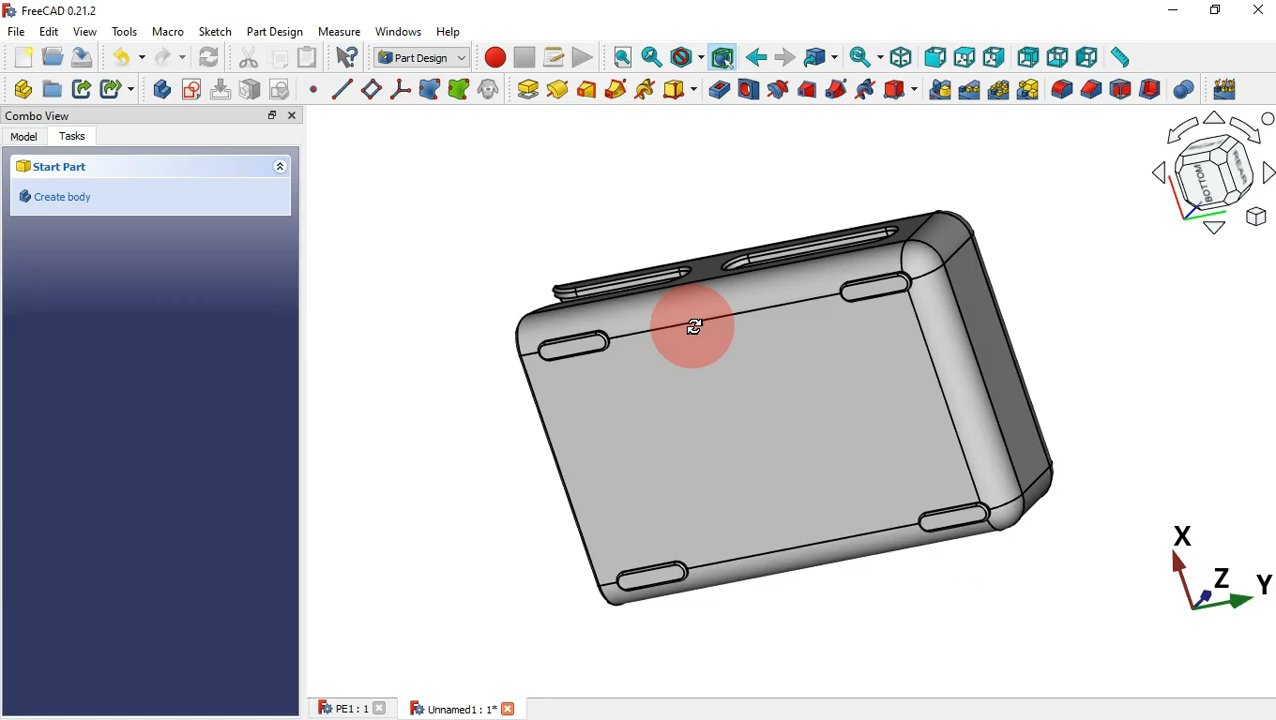 FreeCAD 0.21.2
File Edit View Tools Macro Sketch Part Design Measure Windows Help
Part Design
Combo View
Model Tasks
Start Part
Create body
BOTTOM
REAR
X
Z
Y
PE1 : 1
Unnamed1 : 1*